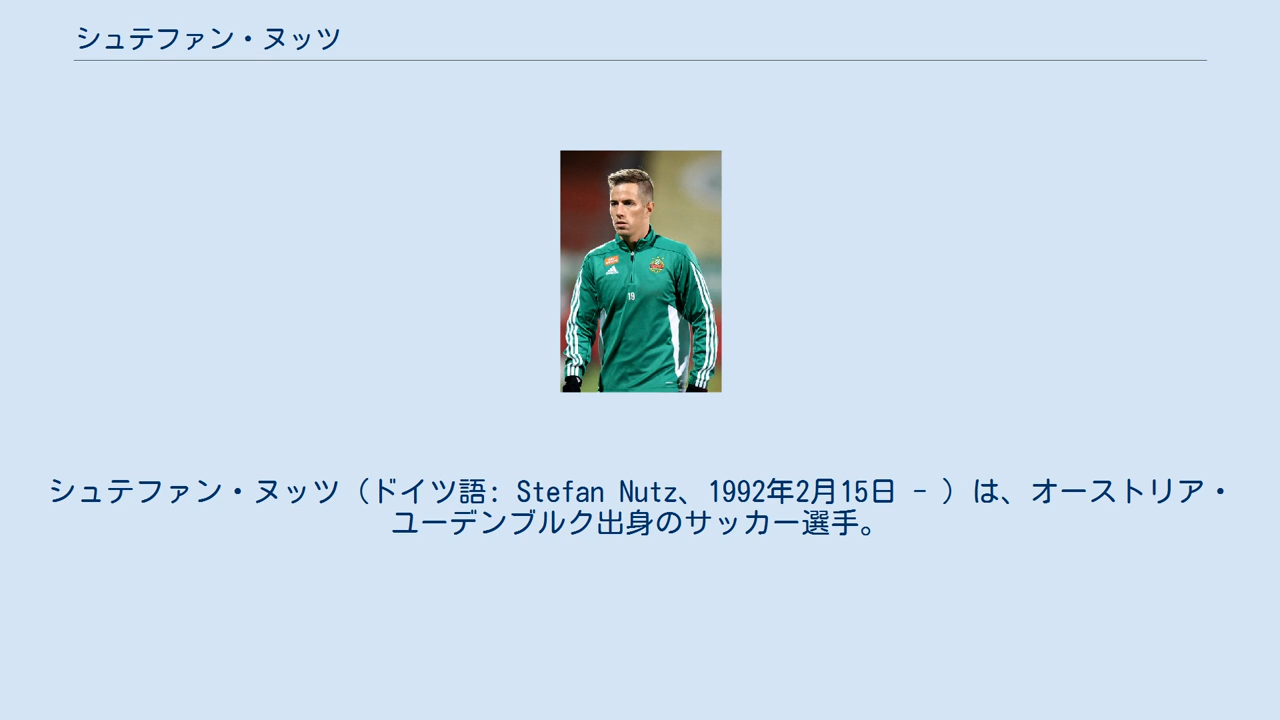 シュテファン・ヌッツ
19
シュテファン・ヌッツ（ドイツ語: Stefan Nutz、1992年2月15日 - ）は、オーストリア・
ユーデンブルク出身のサッカー選手。